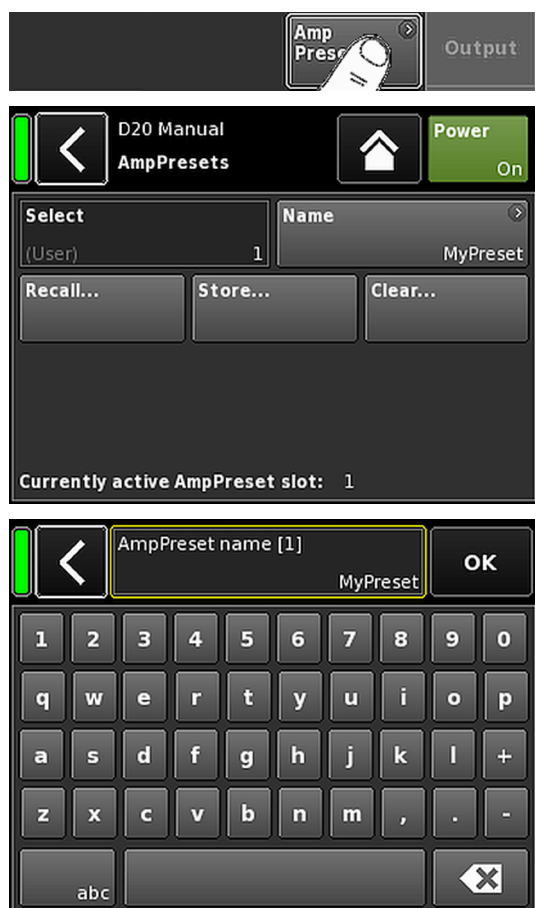 Amp
Output
D20 Manual
AmpPresets
Power
On
Select
(User) 1
Name
MyPreset
Recall...
Store...
Clear...
Currently active AmpPreset slot: 1
AmpPreset name [1]
MyPreset
OK
1 2 3 4 5 6 7 8 9 0
q w e r t y u i o p
a s d f g h j k l +
z x c v b n m , . -
abc